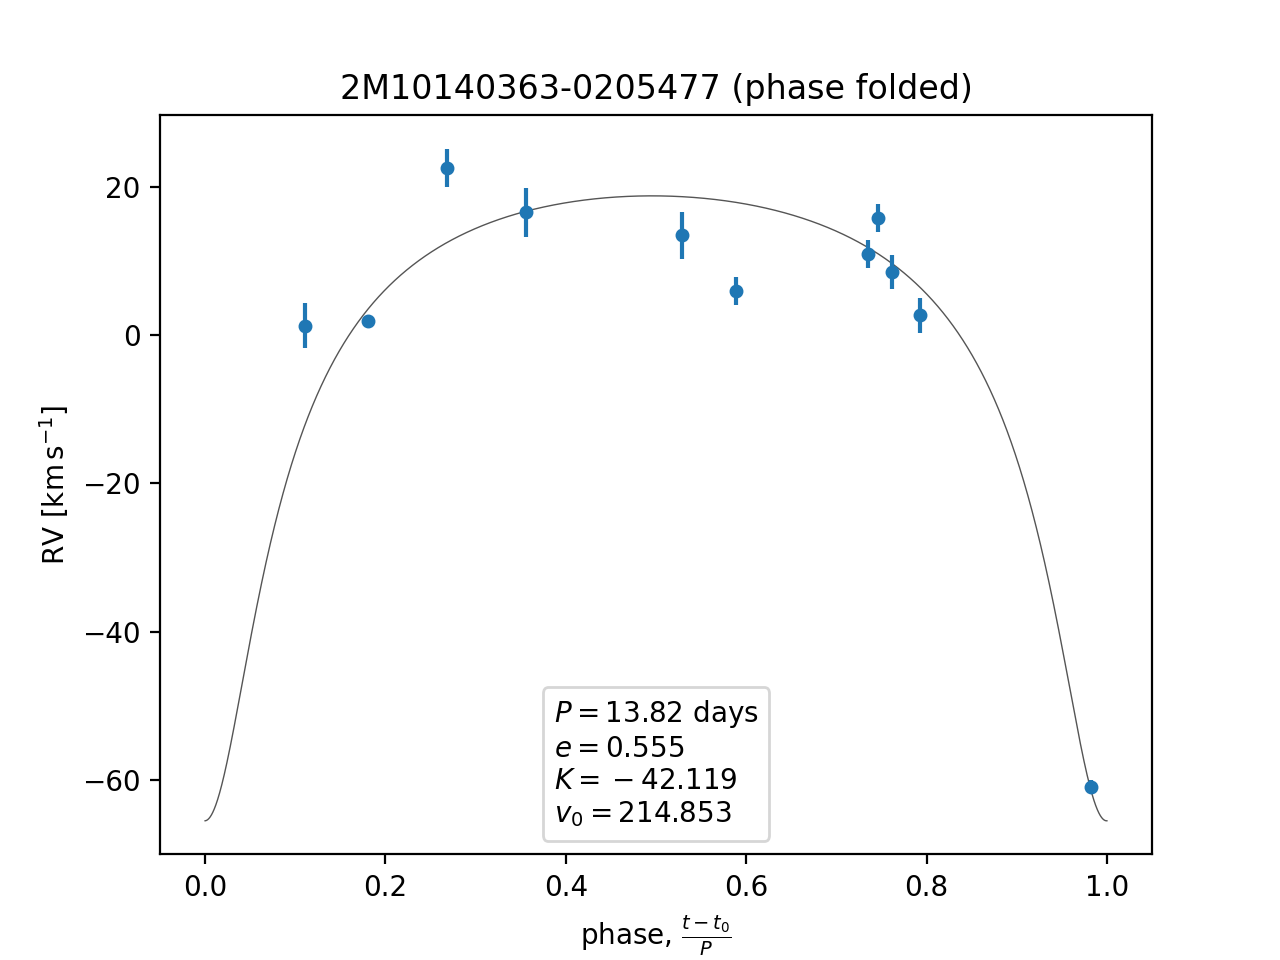 2M10140363-0205477 (phase folded)
20
0
−20
−40
−60
RV [km s⁻¹]
P = 13.82 days
e = 0.555
K = − 42.119
v₀ = 214.853
0.0 0.2 0.4 0.6 0.8 1.0
phase, (t − t₀)/P